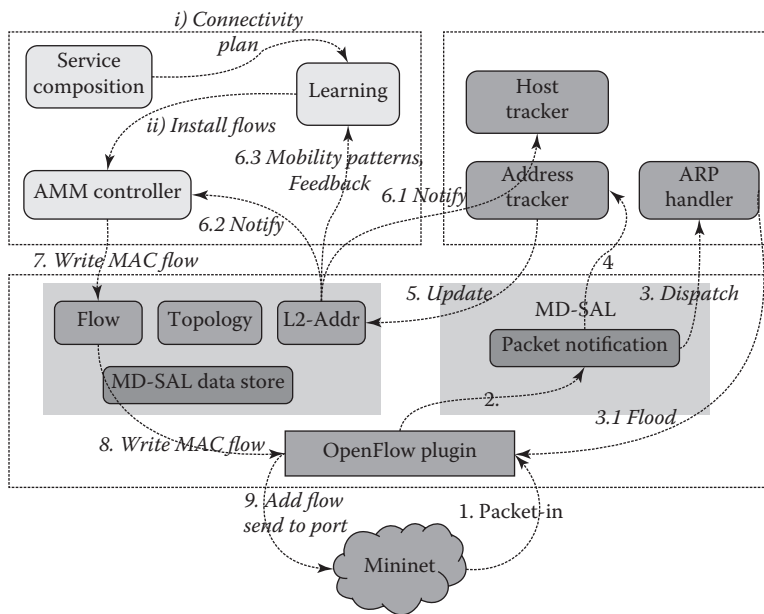 i) Connectivity
plan
Service
composition
Learning
Host
tracker
ii) Install flows
6.3 Mobility patterns,
Feedback
AMM controller
6.1 Notify
Address
tracker
ARP
handler
6.2 Notify
7. Write MAC flow
4
5. Update
3. Dispatch
Flow
Topology
L2-Addr
MD-SAL
Packet notification
MD-SAL data store
2.
3.1 Flood
8. Write MAC flow
OpenFlow plugin
9. Add flow
send to port
1. Packet-in
Mininet